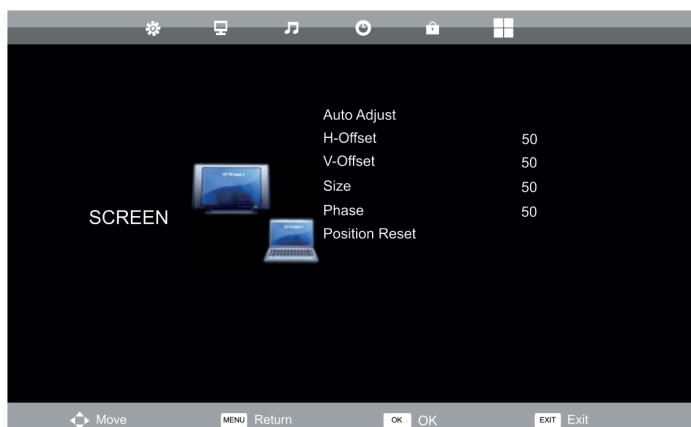 Auto Adjust
H-Offset 50
V-Offset 50
Size 50
SCREEN
Phase 50
Position Reset
Move MENU Return OK OK EXIT Exit